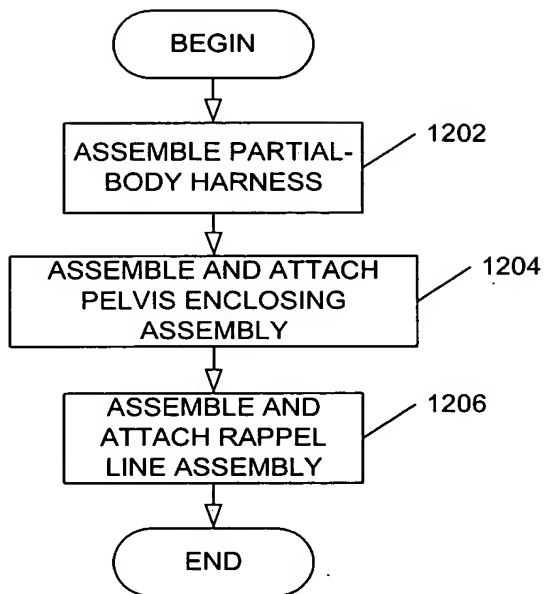 BEGIN
ASSEMBLE PARTIAL-
BODY HARNESS
1202
ASSEMBLE AND ATTACH
PELVIS ENCLOSING
ASSEMBLY
1204
ASSEMBLE AND
ATTACH RAPPEL
LINE ASSEMBLY
1206
END